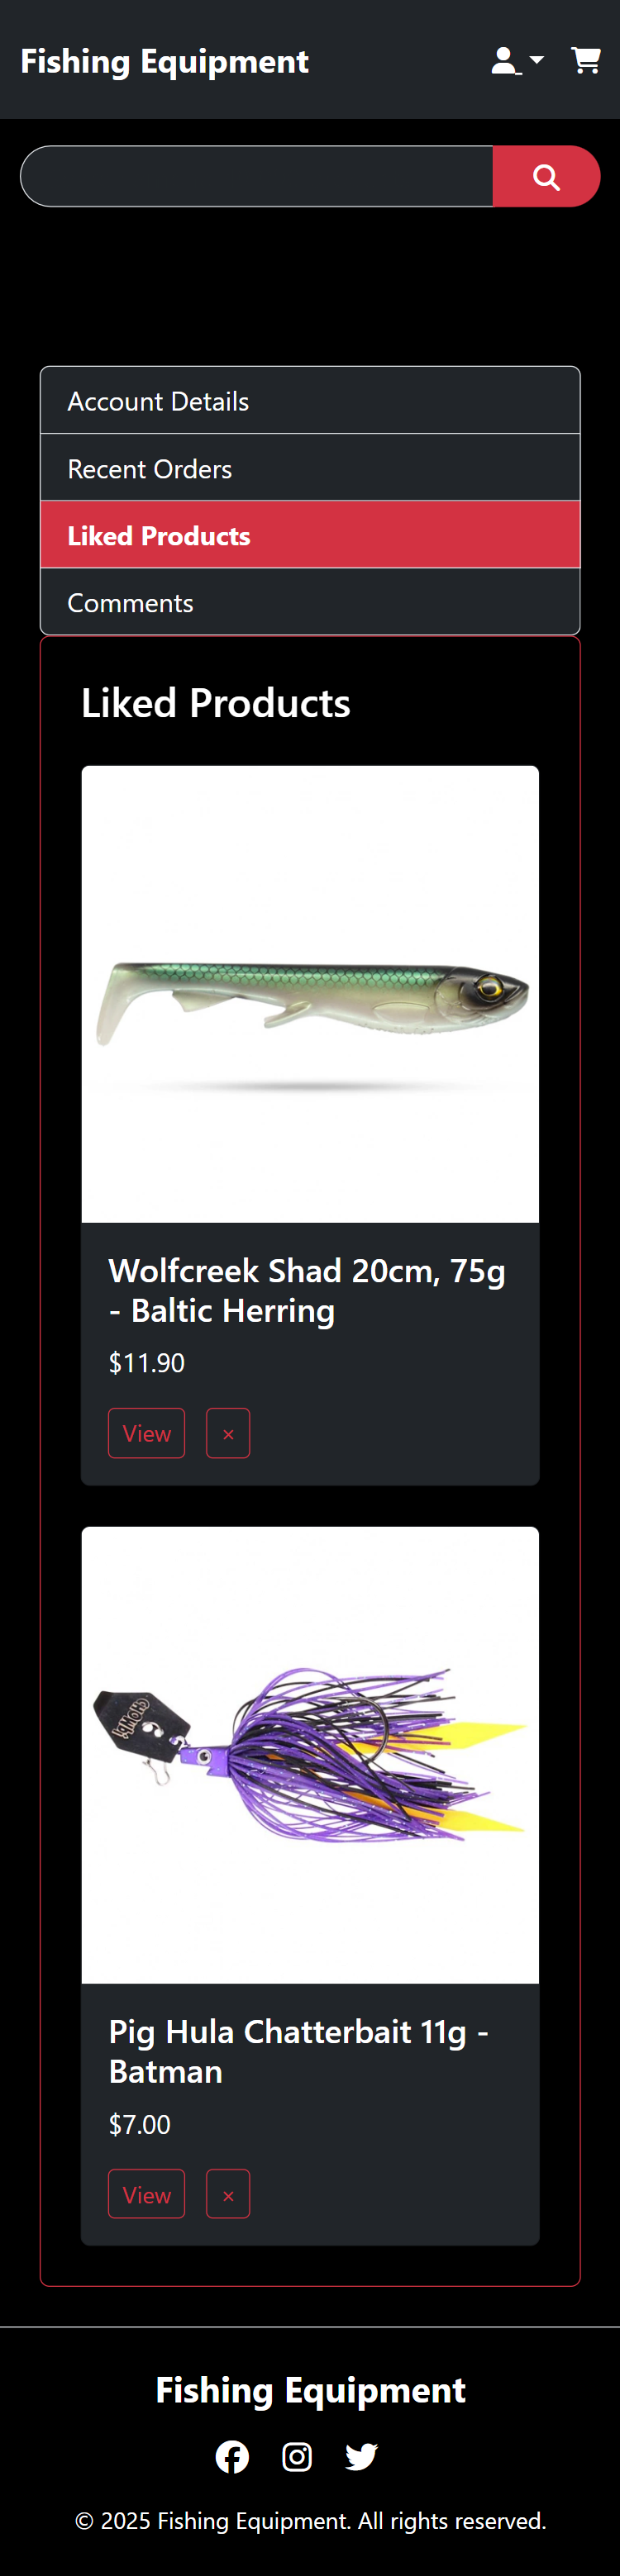 Fishing Equipment
Account Details
Recent Orders
Liked Products
Comments
Liked Products
Wolfcreek Shad 20cm, 75g
- Baltic Herring
$11.90
View ×
Pig Hula Chatterbait 11g -
Batman
$7.00
View ×
Fishing Equipment
© 2025 Fishing Equipment. All rights reserved.